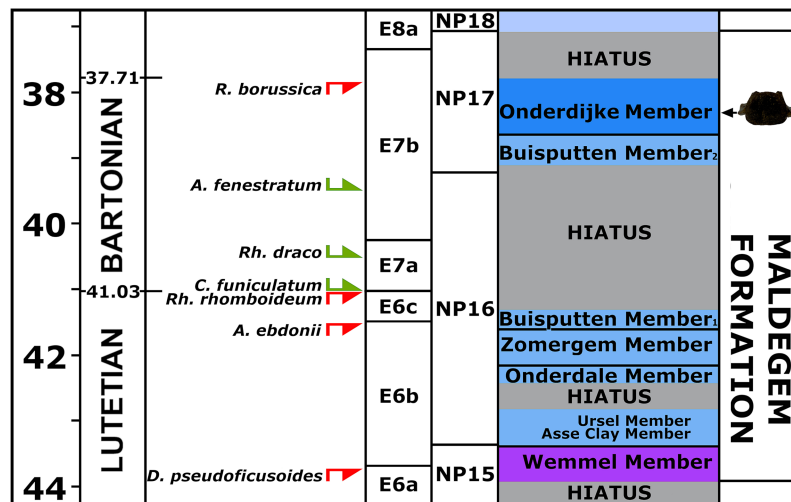 E8a
NP18
37.71
HIATUS
38
R. borussica
NP17
Onderdijke Member
E7b
Buisputten Member2
A. fenestratum
BARTONIAN
40
HIATUS
Rh. draco
E7a
C. funiculatum
41.03
Rh. rhomboideum
E6c
NP16
Buisputten Member1
A. ebdonii
Zomergem Member
42
Onderdale Member
LUTETIAN
E6b
HIATUS
Ursel Member
Asse Clay Member
Wemmel Member
D. pseudoficusoides
NP15
44
E6a
HIATUS
MALDEGEM
FORMATION